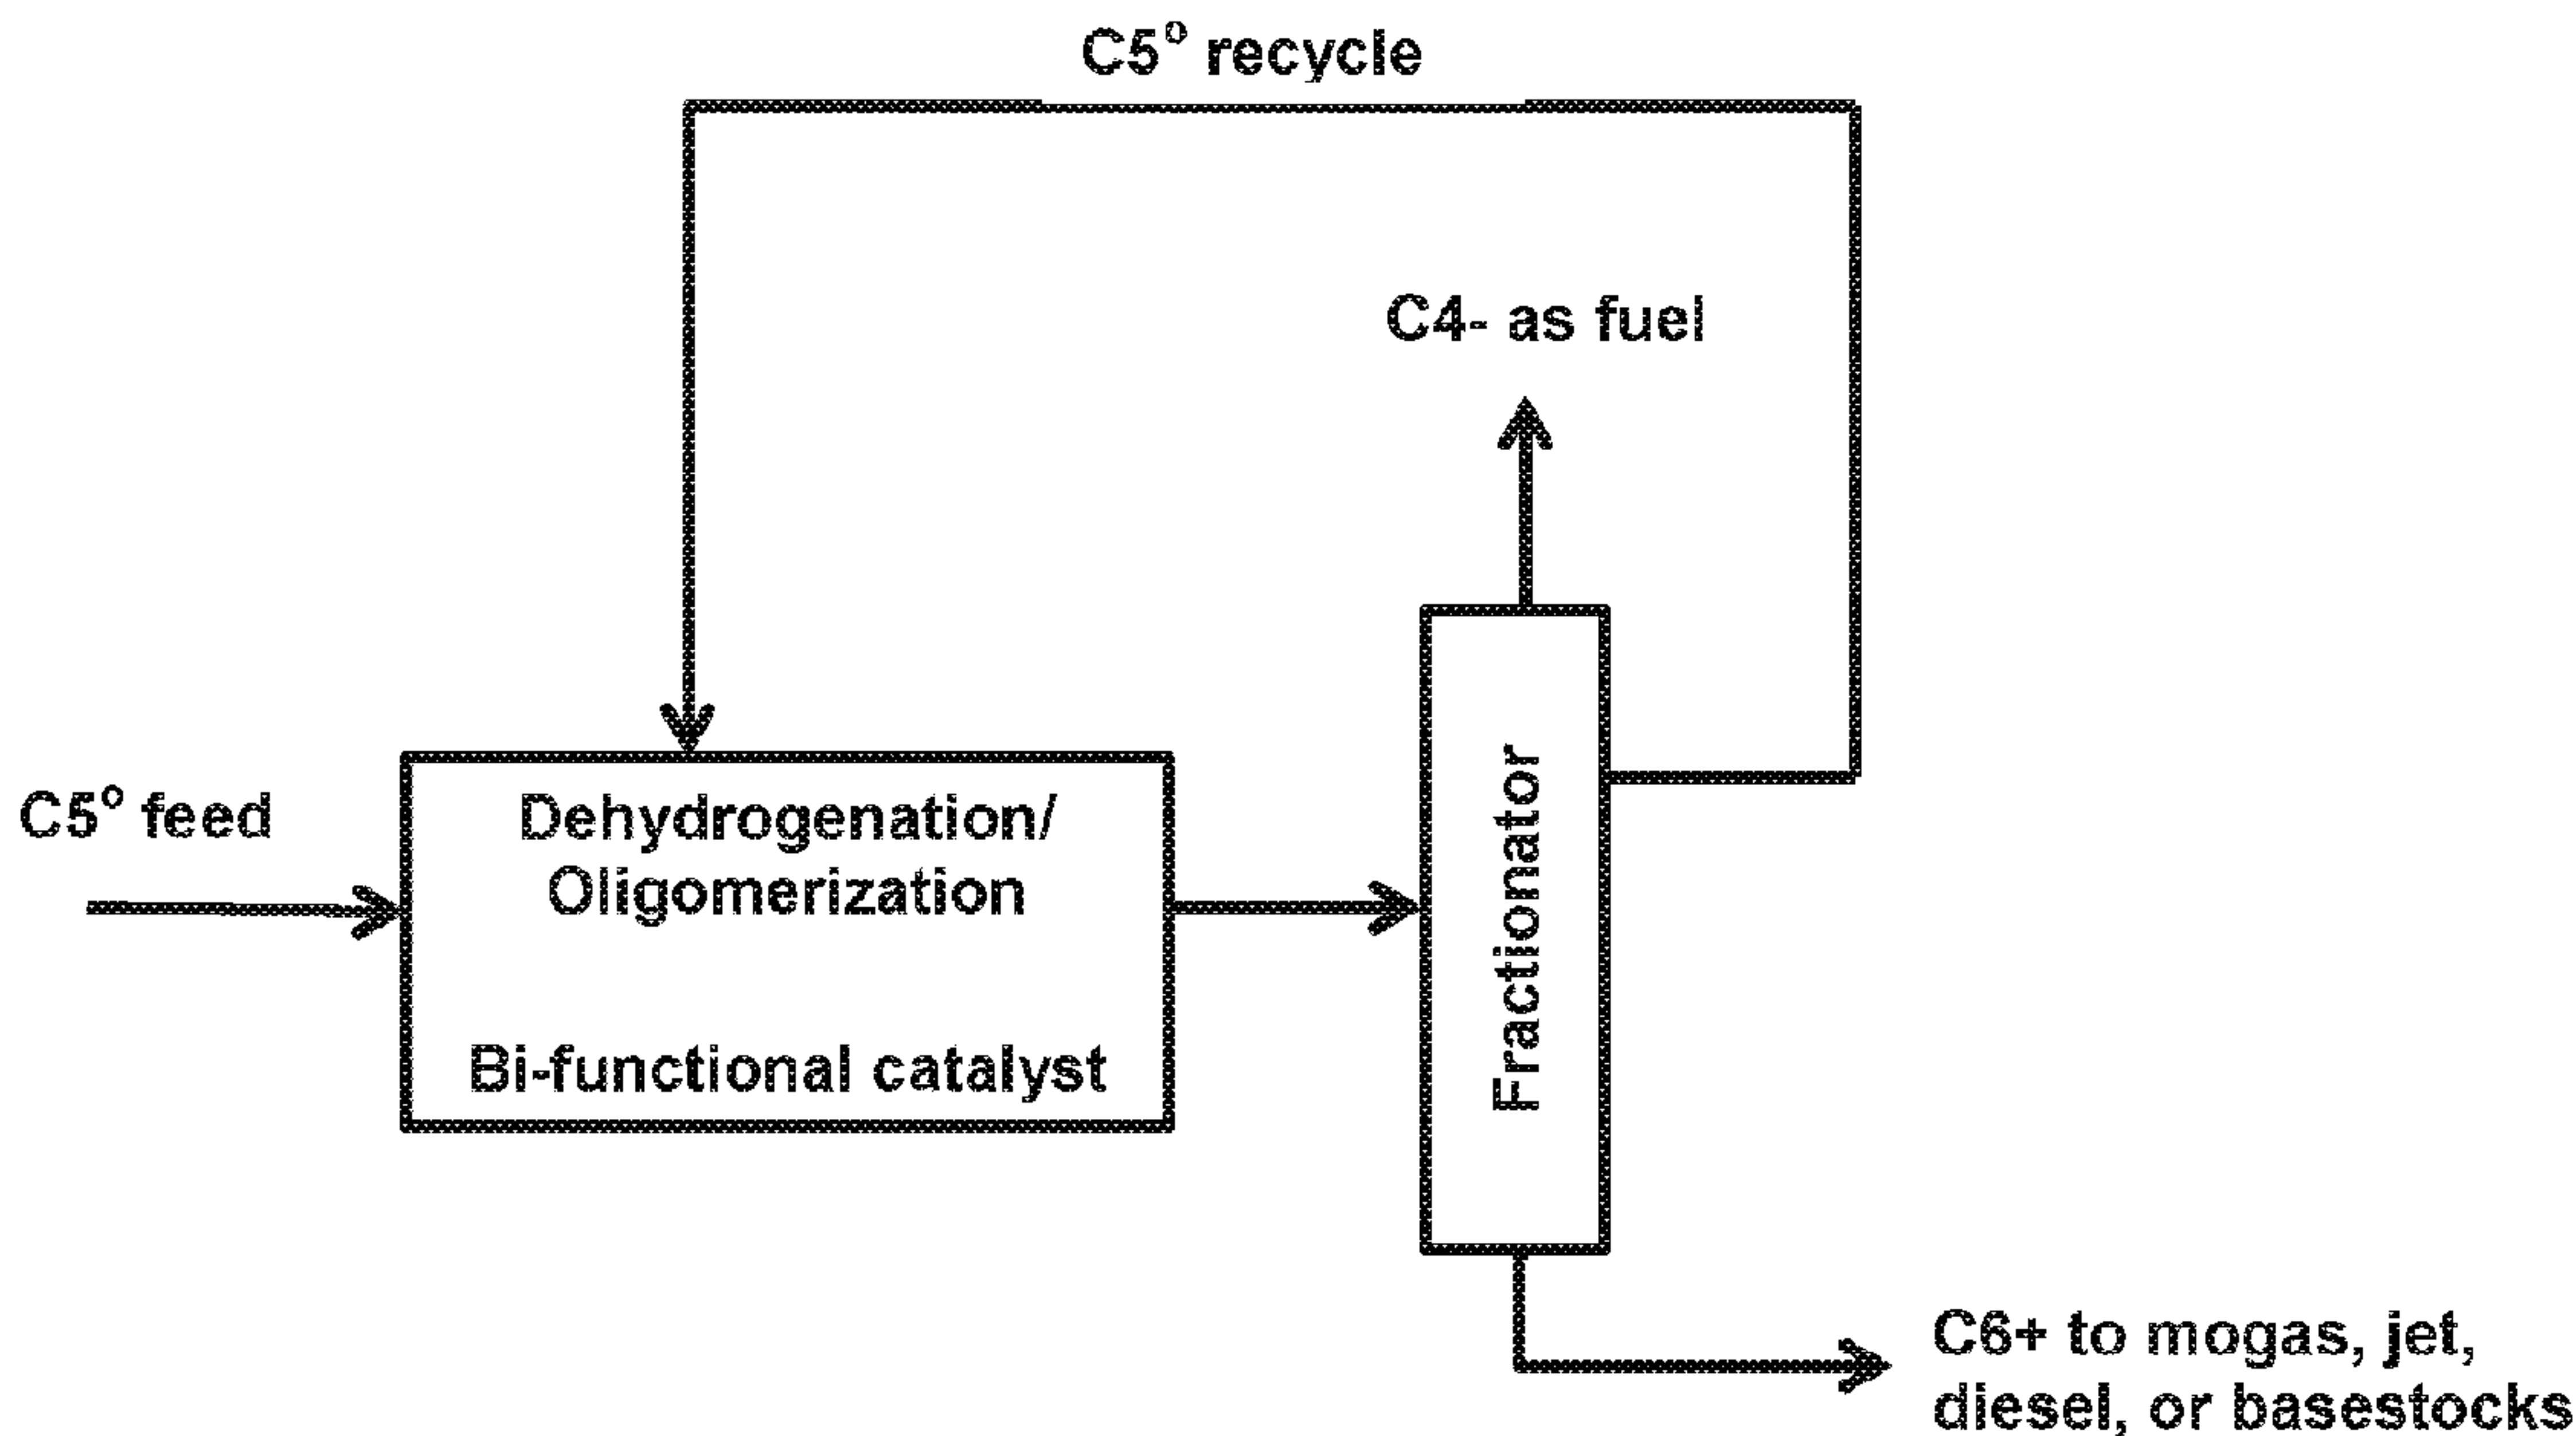 C5° recycle
C4- as fuel
C5° feed
Dehydrogenation/
Oligomerization
Bi-functional catalyst
Fractionator
C6+ to mogas, jet,
diesel, or basestocks